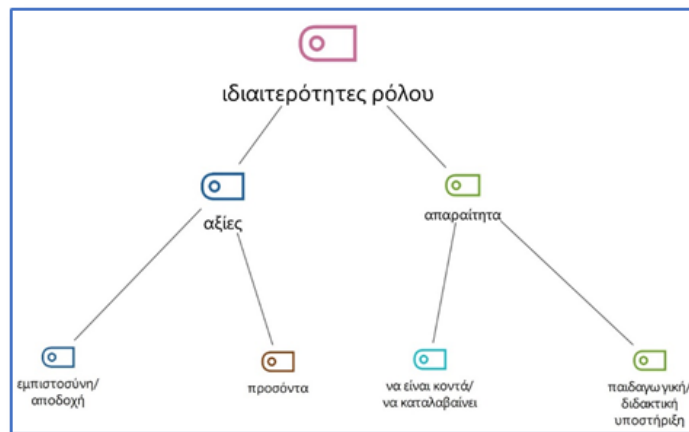 ιδιαιτερότητες ρόλου
αξίες
απαραίτητα
εμπιστοσύνη/
αποδοχή
προσόντα
να είναι κοντά/
να καταλαβαίνει
παιδαγωγική/
διδακτική
υποστήριξη